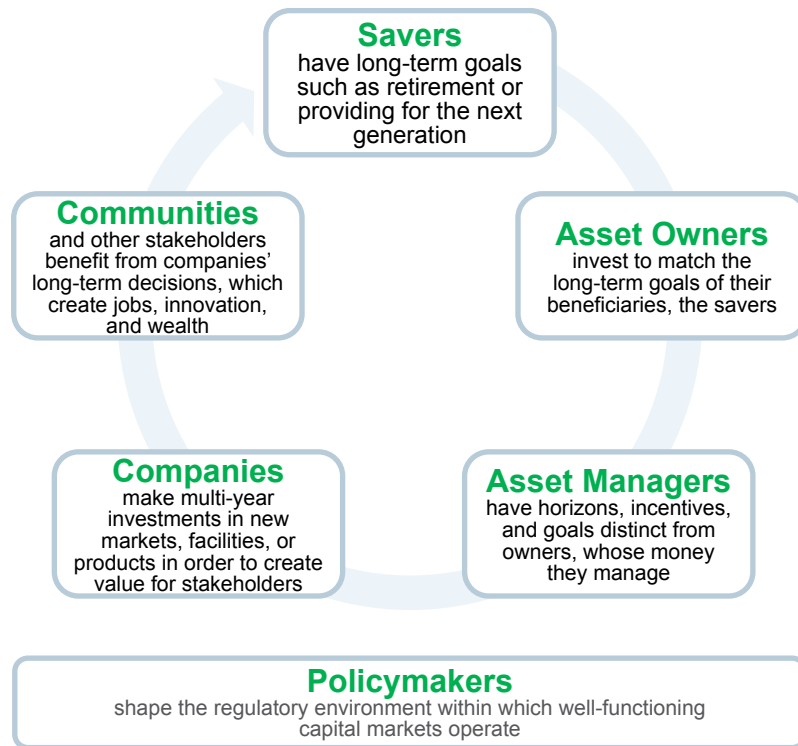 Savers
have long-term goals
such as retirement or
providing for the next
generation
Asset Owners
invest to match the
long-term goals of their
beneficiaries, the savers
Asset Managers
have horizons, incentives,
and goals distinct from
owners, whose money
they manage
Companies
make multi-year
investments in new
markets, facilities, or
products in order to create
value for stakeholders
Communities
and other stakeholders
benefit from companies’
long-term decisions, which
create jobs, innovation,
and wealth
Policymakers
shape the regulatory environment within which well-functioning
capital markets operate